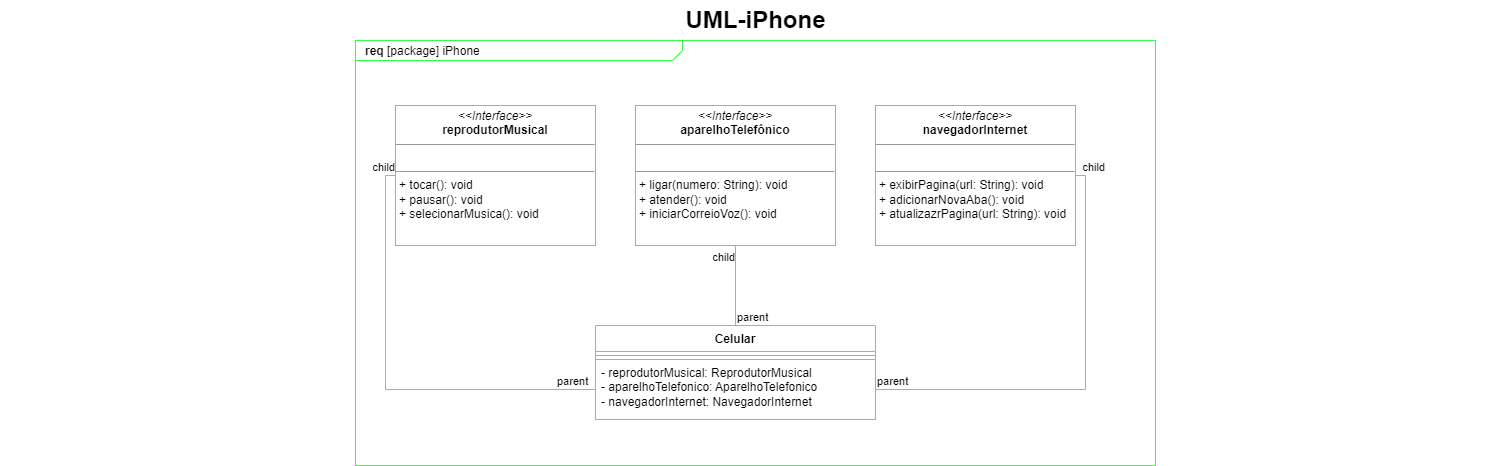 UML-iPhone
req [package] iPhone
<<Interface>>
reprodutorMusical
+ tocar(): void
+ pausar(): void
+ selecionarMusica(): void
<<Interface>>
aparelhoTelefônico
+ ligar(numero: String): void
+ atender(): void
+ iniciarCorreioVoz(): void
<<Interface>>
navegadorInternet
+ exibirPagina(url: String): void
+ adicionarNovaAba(): void
+ atualizazrPagina(url: String): void
child
child
child
parent
Celular
- reprodutorMusical: ReprodutorMusical
- aparelhoTelefonico: AparelhoTelefonico
- navegadorInternet: NavegadorInternet
parent
parent